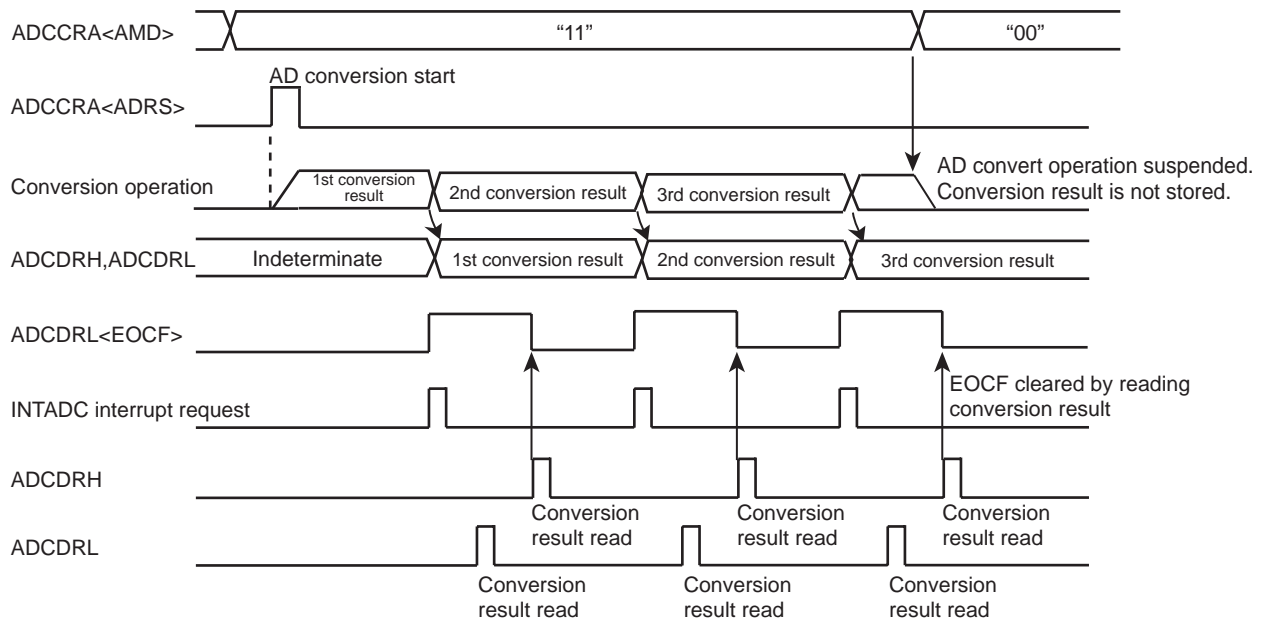 ADCCRA<AMD>
“11”
“00”
AD conversion start
ADCCRA<ADRS>
AD convert operation suspended.
Conversion result is not stored.
Conversion operation
1st conversion
result
2nd conversion result
3rd conversion result
ADCDRH,ADCDRL
Indeterminate
1st conversion result
2nd conversion result
3rd conversion result
ADCDRL<EOCF>
EOCF cleared by reading
conversion result
INTADC interrupt request
ADCDRH
Conversion
result read
Conversion
result read
Conversion
result read
ADCDRL
Conversion
result read
Conversion
result read
Conversion
result read